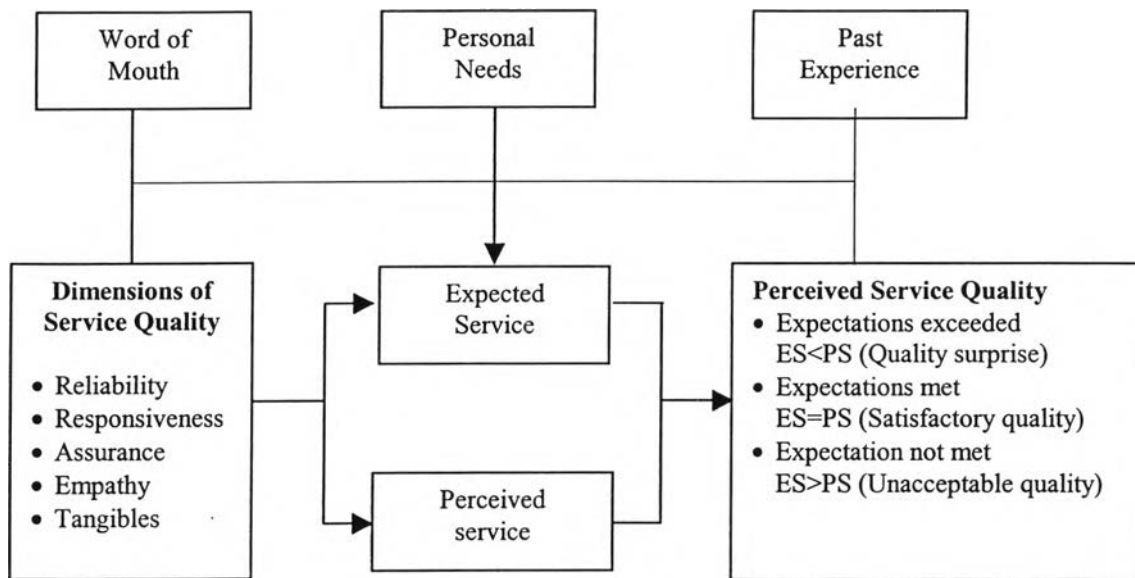 Word of
Mouth
Personal
Needs
Past
Experience
Dimensions of
Service Quality
• Reliability
• Responsiveness
• Assurance
• Empathy
• Tangibles
Expected
Service
Perceived
service
Perceived Service Quality
• Expectations exceeded
ES<PS (Quality surprise)
• Expectations met
ES=PS (Satisfactory quality)
• Expectation not met
ES>PS (Unacceptable quality)